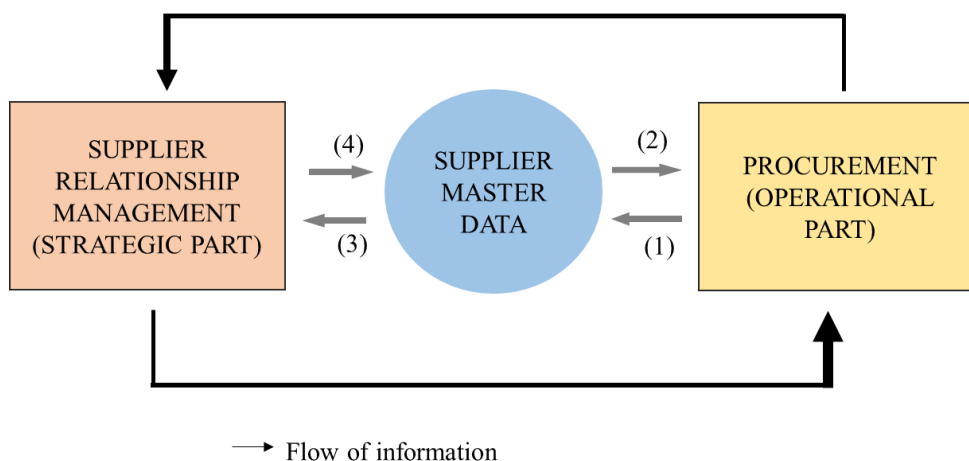 SUPPLIER
RELATIONSHIP
MANAGEMENT
(STRATEGIC PART)
(4)
(3)
SUPPLIER
MASTER
DATA
(2)
(1)
PROCUREMENT
(OPERATIONAL
PART)
Flow of information